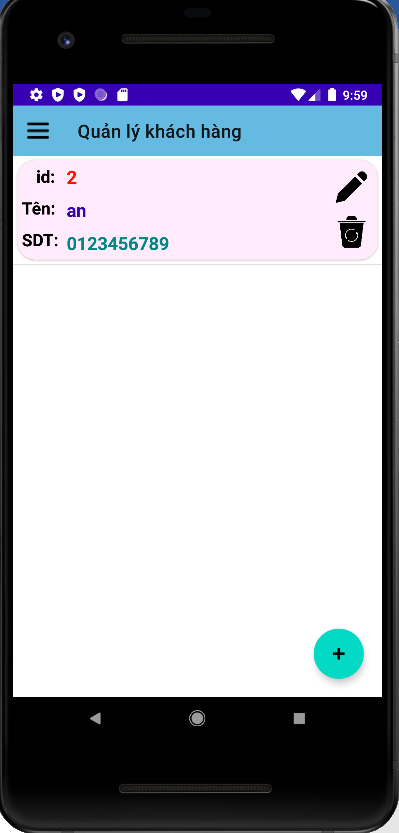 9:59
Quản lý khách hàng
id: 2
Tên: an
SDT: 0123456789
+